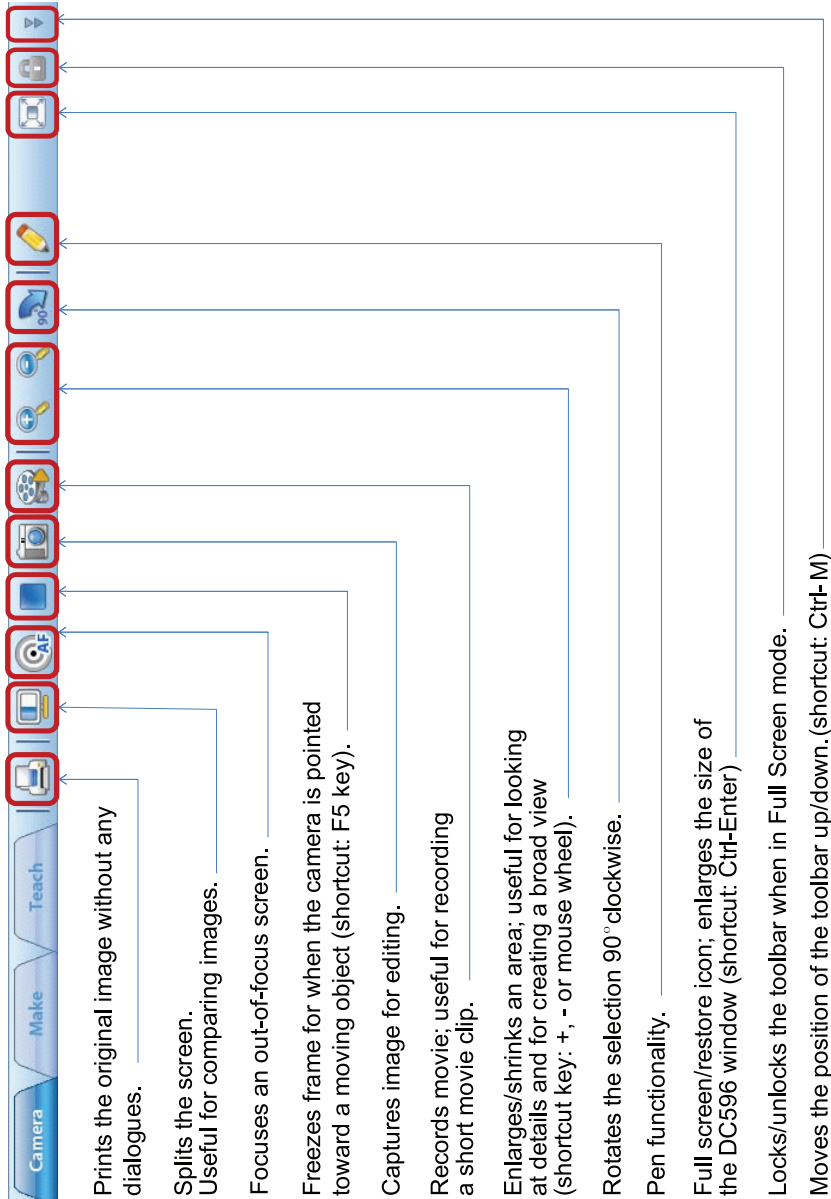 Camera Make Teach AF 90°
Prints the original image without any
dialogues.
Splits the screen.
Useful for comparing images.
Focuses an out-of-focus screen.
Freezes frame for when the camera is pointed
toward a moving object (shortcut: F5 key).
Captures image for editing.
Records movie; useful for recording
a short movie clip.
Enlarges/shrinks an area; useful for looking
at details and for creating a broad view
(shortcut key: +, - or mouse wheel).
Rotates the selection 90° clockwise.
Pen functionality.
Full screen/restore icon; enlarges the size of
the DC596 window (shortcut: Ctrl-Enter)
Locks/unlocks the toolbar when in Full Screen mode.
Moves the position of the toolbar up/down.(shortcut: Ctrl-M)